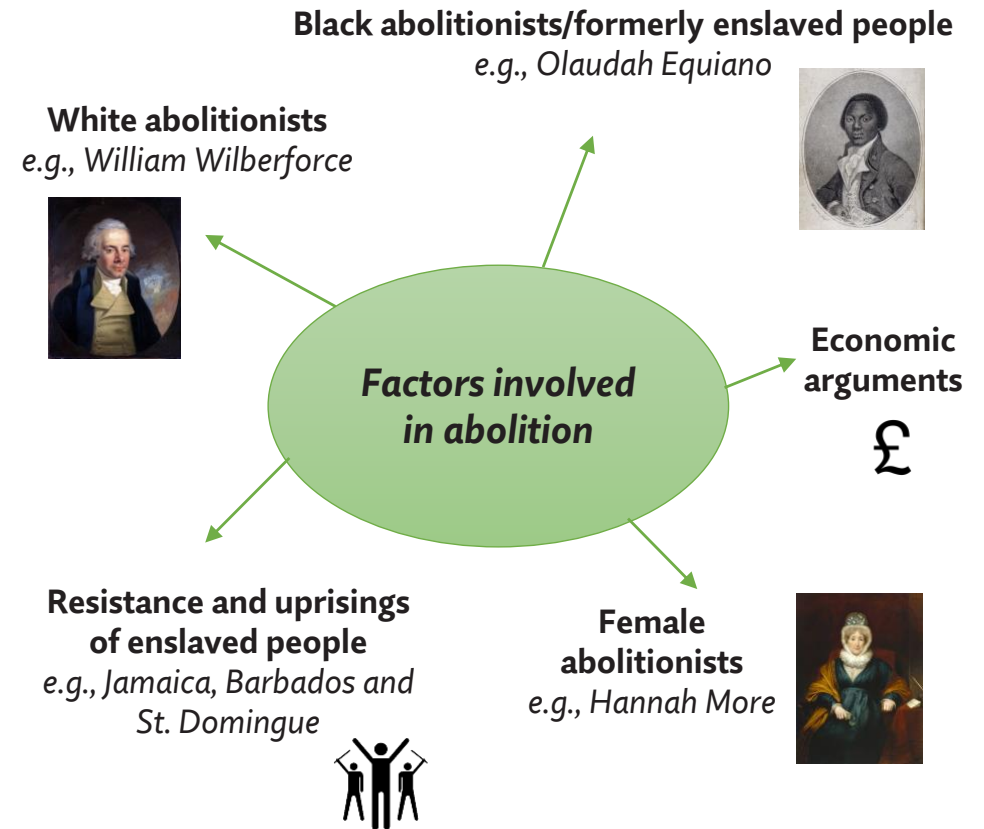 Black abolitionists/formerly enslaved people
e.g., Olaudah Equiano
White abolitionists
e.g., William Wilberforce
Factors involved
in abolition
Economic
arguments
£
Resistance and uprisings
of enslaved people
e.g., Jamaica, Barbados and
St. Domingue
Female
abolitionists
e.g., Hannah More